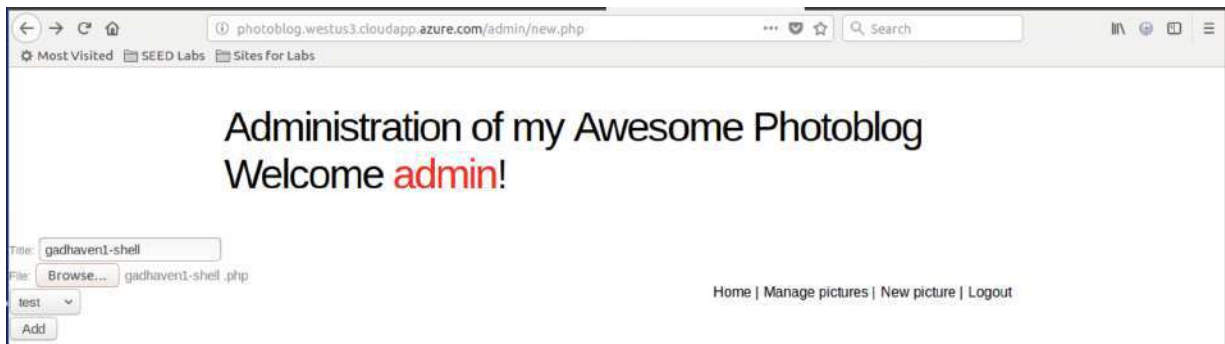 photoblog.westus3.cloudapp.azure.com/admin/new.php
Search
Most Visited SEED Labs Sites for Labs
Administration of my Awesome Photoblog
Welcome admin!
Title: gadhaven1-shell
File: Browse... gadhaven1-shell .php
test
Add
Home | Manage pictures | New picture | Logout